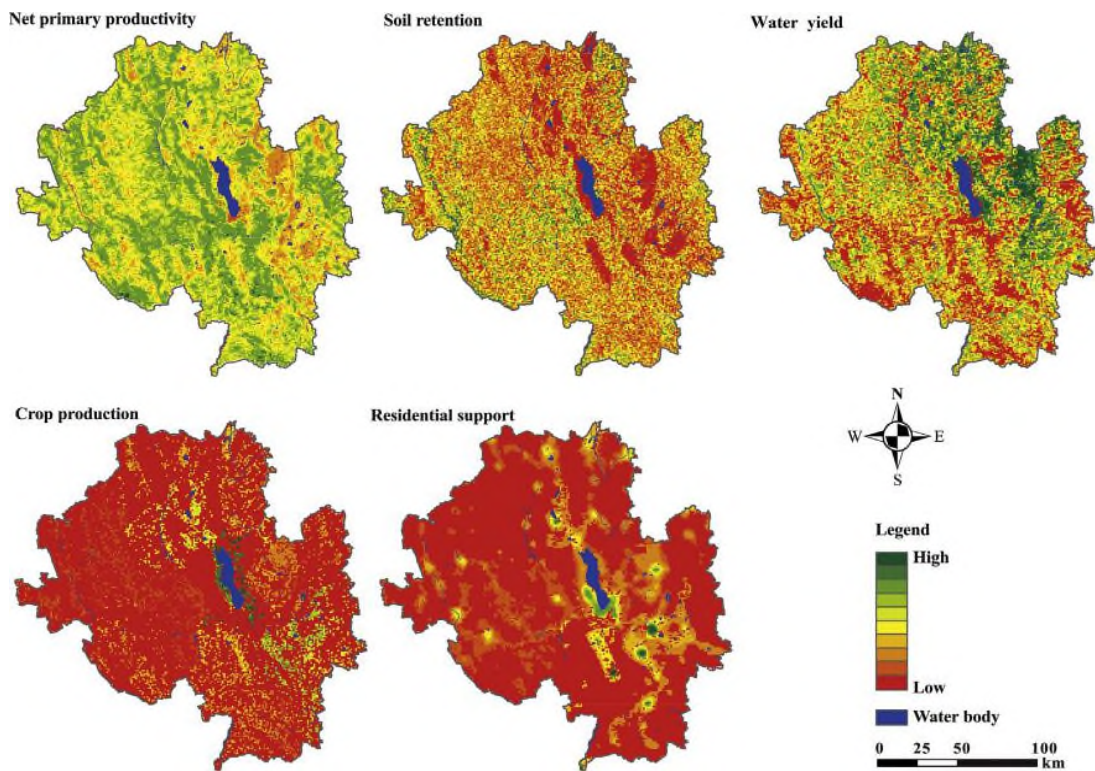 Net primary productivity
Soil retention
Water yield
Crop production
Residential support
N
W E
S
Legend
High
Low
Water body
0 25 50 100
km